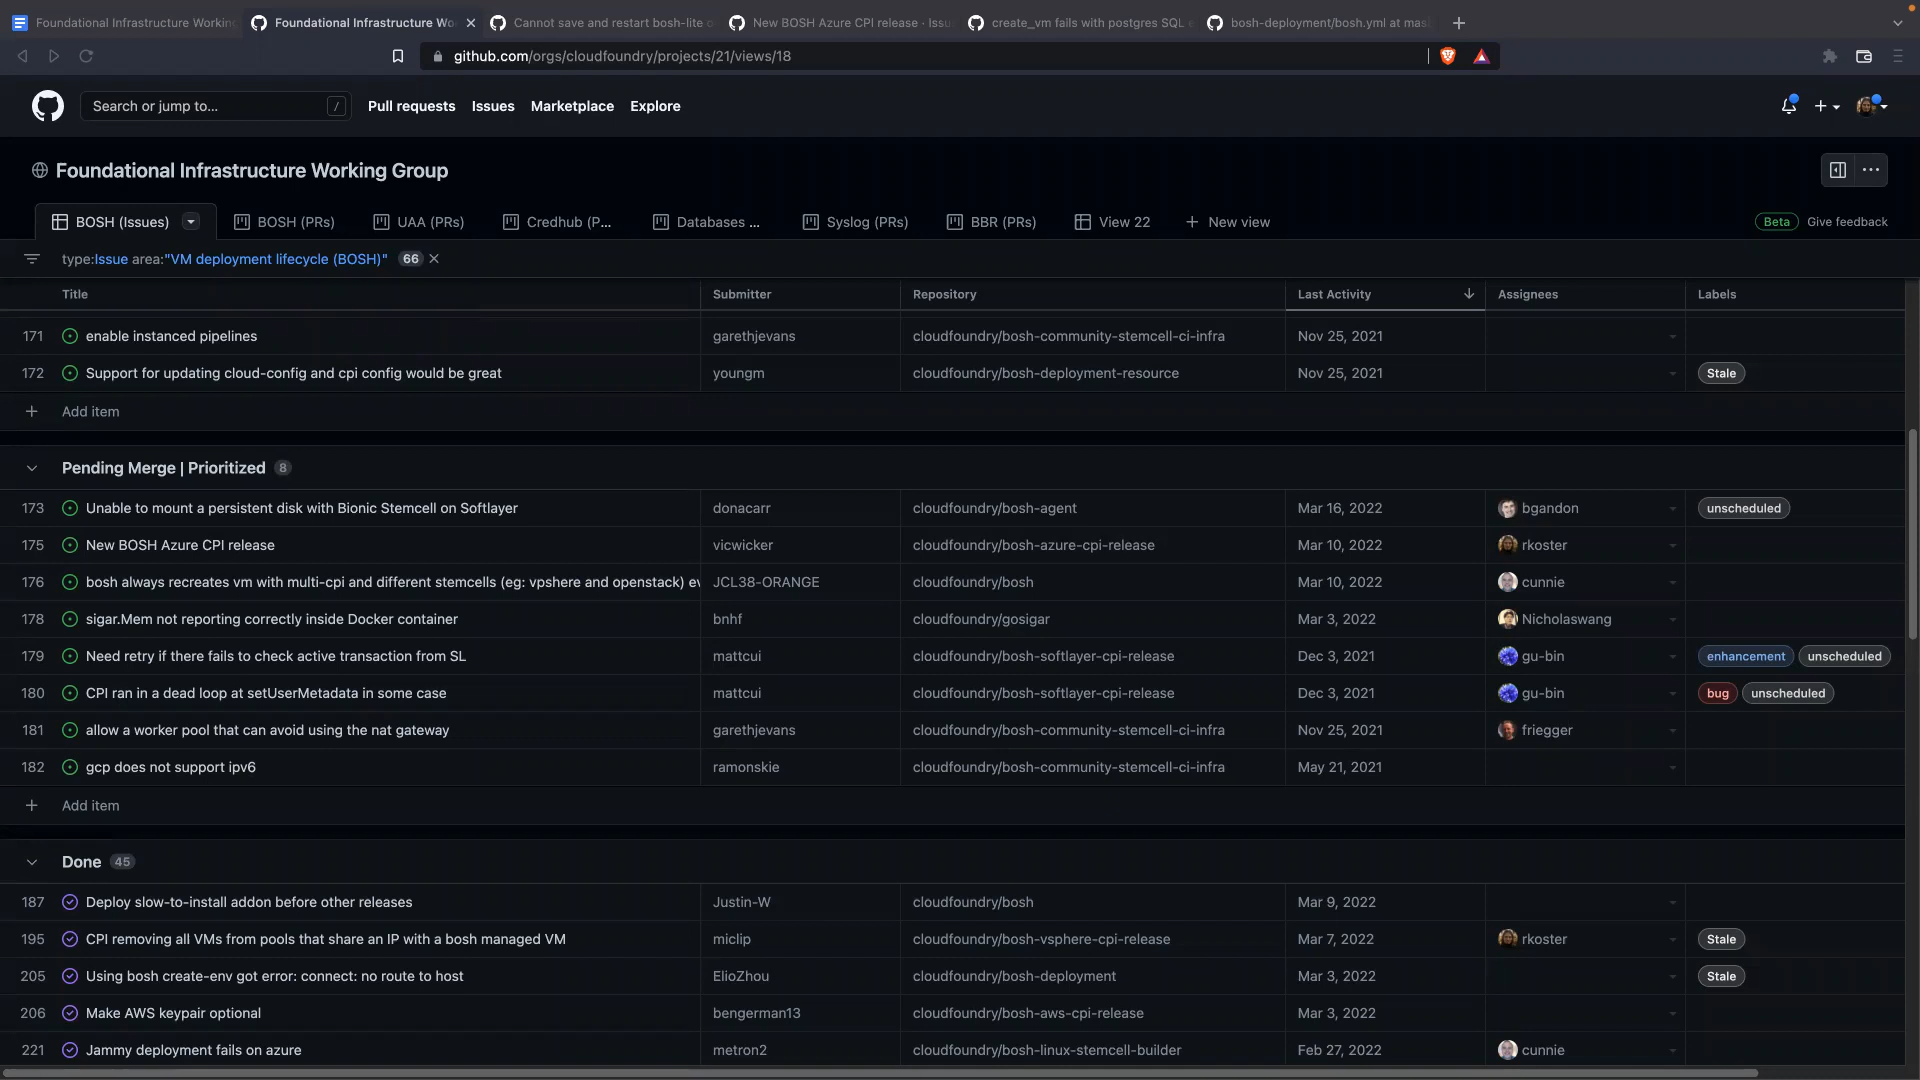 Foundational Infrastructure Working
Foundational Infrastructure Wo
Cannot save and restart bosh-lite o
New BOSH Azure CPI release · Issu
create_vm fails with postgres SQL e
bosh-deployment/bosh.yml at mas
github.com/orgs/cloudfoundry/projects/21/views/18
Search or jump to... /
Pull requests Issues Marketplace Explore
Foundational Infrastructure Working Group
BOSH (Issues) BOSH (PRs) UAA (PRs) Credhub (P... Databases ... Syslog (PRs) BBR (PRs) View 22 New view Beta Give feedback
type:Issue area:"VM deployment lifecycle (BOSH)" 66
Title Submitter Repository Last Activity Assignees Labels
171 enable instanced pipelines garethjevans cloudfoundry/bosh-community-stemcell-ci-infra Nov 25, 2021
172 Support for updating cloud-config and cpi config would be great youngm cloudfoundry/bosh-deployment-resource Nov 25, 2021 Stale
Add item
Pending Merge | Prioritized 8
173 Unable to mount a persistent disk with Bionic Stemcell on Softlayer donacarr cloudfoundry/bosh-agent Mar 16, 2022 bgandon unscheduled
175 New BOSH Azure CPI release vicwicker cloudfoundry/bosh-azure-cpi-release Mar 10, 2022 rkoster
176 bosh always recreates vm with multi-cpi and different stemcells (eg: vpshere and openstack) ev JCL38-ORANGE cloudfoundry/bosh Mar 10, 2022 cunnie
178 sigar.Mem not reporting correctly inside Docker container bnhf cloudfoundry/gosigar Mar 3, 2022 Nicholaswang
179 Need retry if there fails to check active transaction from SL mattcui cloudfoundry/bosh-softlayer-cpi-release Dec 3, 2021 gu-bin enhancement unscheduled
180 CPI ran in a dead loop at setUserMetadata in some case mattcui cloudfoundry/bosh-softlayer-cpi-release Dec 3, 2021 gu-bin bug unscheduled
181 allow a worker pool that can avoid using the nat gateway garethjevans cloudfoundry/bosh-community-stemcell-ci-infra Nov 25, 2021 friegger
182 gcp does not support ipv6 ramonskie cloudfoundry/bosh-community-stemcell-ci-infra May 21, 2021
Add item
Done 45
187 Deploy slow-to-install addon before other releases Justin-W cloudfoundry/bosh Mar 9, 2022
195 CPI removing all VMs from pools that share an IP with a bosh managed VM miclip cloudfoundry/bosh-vsphere-cpi-release Mar 7, 2022 rkoster Stale
205 Using bosh create-env got error: connect: no route to host ElioZhou cloudfoundry/bosh-deployment Mar 3, 2022 Stale
206 Make AWS keypair optional bengerman13 cloudfoundry/bosh-aws-cpi-release Mar 3, 2022
221 Jammy deployment fails on azure metron2 cloudfoundry/bosh-linux-stemcell-builder Feb 27, 2022 cunnie